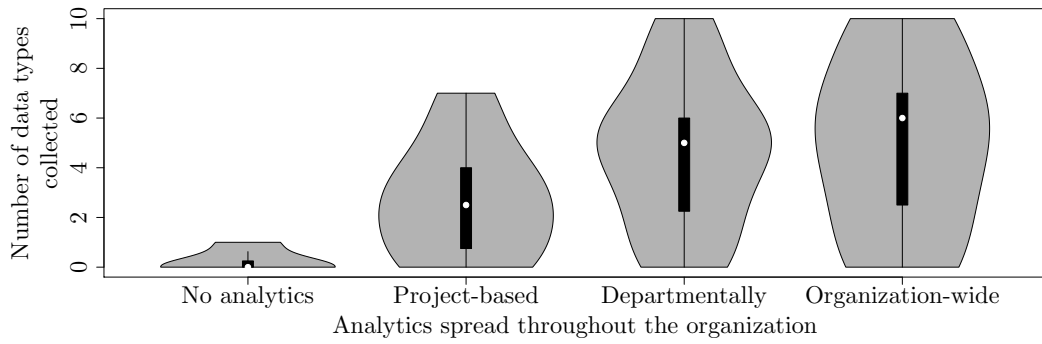 Number of data types
collected
10
8
6
4
2
0
No analytics
Project-based
Departmentally
Organization-wide
Analytics spread throughout the organization